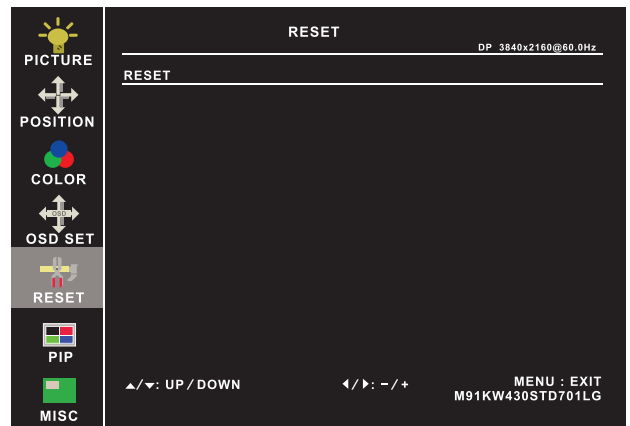 PICTURE
POSITION
COLOR
OSD
OSD SET
RESET
PIP
MISC
RESET
DP 3840x2160@60.0Hz
RESET
▲/▼: UP / DOWN
◀/▶: − / +
MENU : EXIT
M91KW430STD701LG